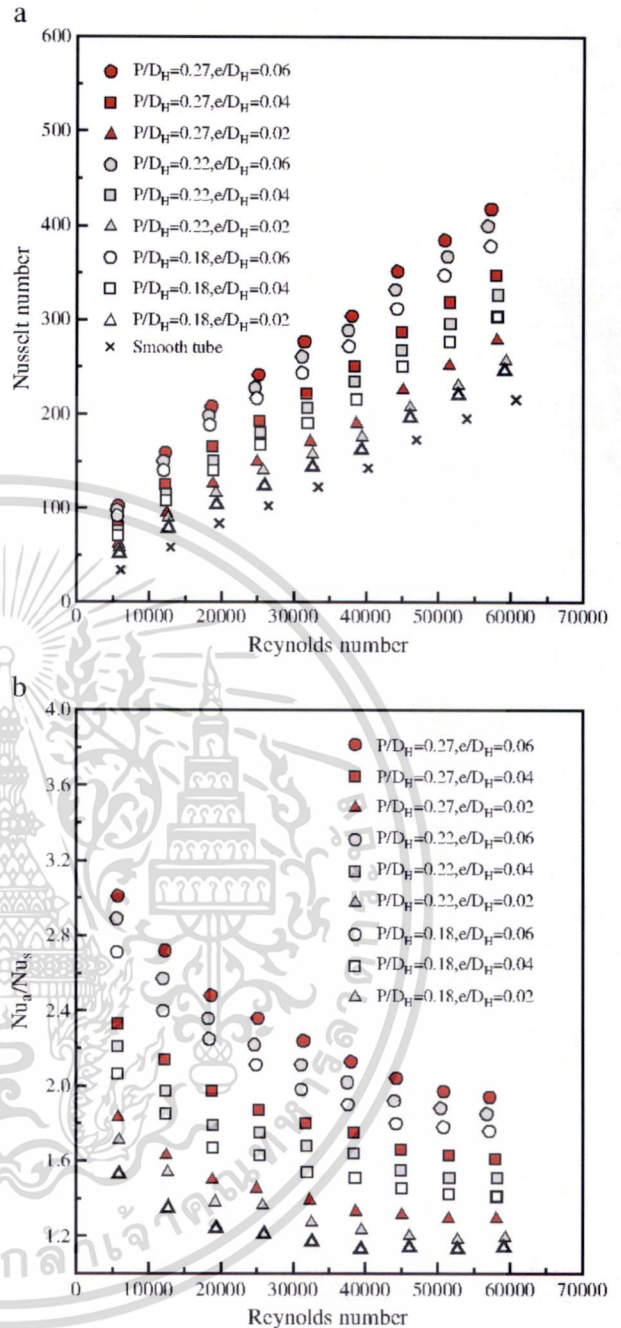 a
600
500
400
300
200
100
0
Nusselt number
P/D_H=0.27,e/D_H=0.06
P/D_H=0.27,e/D_H=0.04
P/D_H=0.27,e/D_H=0.02
P/D_H=0.22,e/D_H=0.06
P/D_H=0.22,e/D_H=0.04
P/D_H=0.22,e/D_H=0.02
P/D_H=0.18,e/D_H=0.06
P/D_H=0.18,e/D_H=0.04
P/D_H=0.18,e/D_H=0.02
Smooth tube
0 10000 20000 30000 40000 50000 60000 70000
Reynolds number
b
4.0
3.6
3.2
2.8
2.4
2.0
1.6
1.2
Nu_a/Nu_s
P/D_H=0.27,e/D_H=0.06
P/D_H=0.27,e/D_H=0.04
P/D_H=0.27,e/D_H=0.02
P/D_H=0.22,e/D_H=0.06
P/D_H=0.22,e/D_H=0.04
P/D_H=0.22,e/D_H=0.02
P/D_H=0.18,e/D_H=0.06
P/D_H=0.18,e/D_H=0.04
P/D_H=0.18,e/D_H=0.02
0 10000 20000 30000 40000 50000 60000 70000
Reynolds number